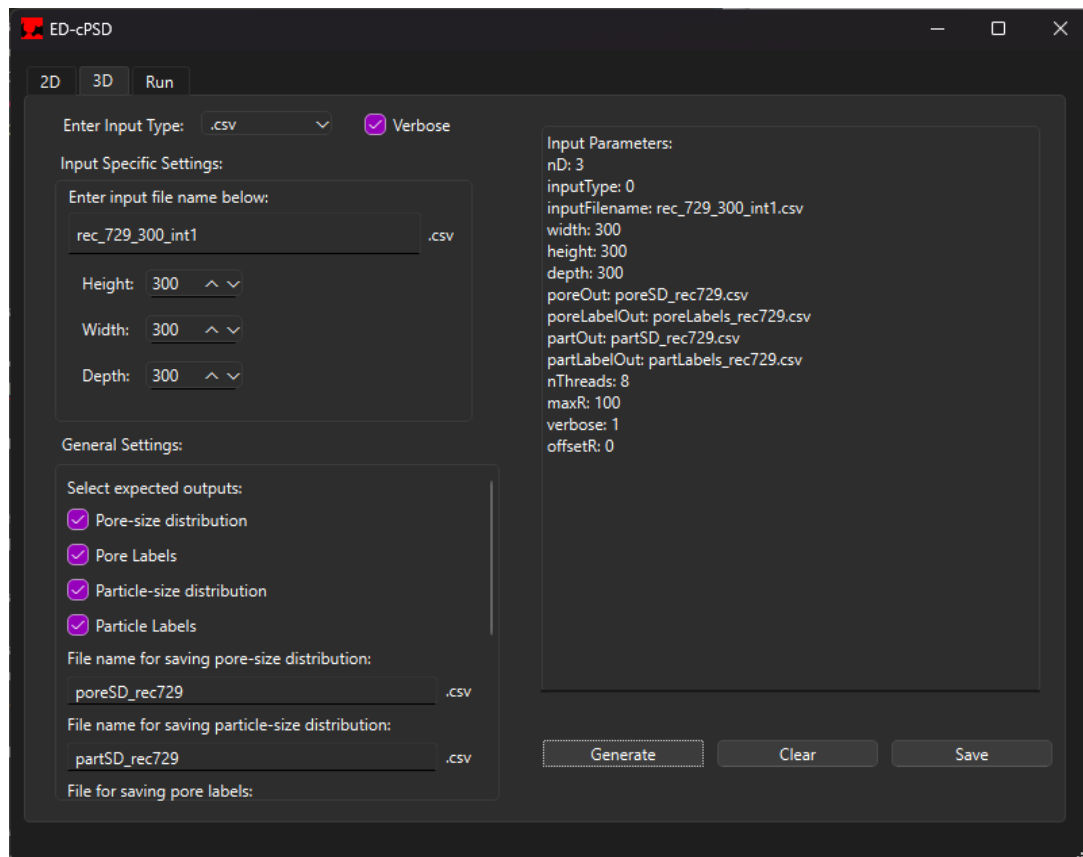 ED-cPSD
2D 3D Run
Enter Input Type: .csv Verbose
Input Specific Settings:
Enter input file name below:
rec_729_300_int1 .csv
Height: 300
Width: 300
Depth: 300
General Settings:
Select expected outputs:
Pore-size distribution
Pore Labels
Particle-size distribution
Particle Labels
File name for saving pore-size distribution:
poreSD_rec729 .csv
File name for saving particle-size distribution:
partSD_rec729 .csv
File for saving pore labels:
Input Parameters:
nD: 3
inputType: 0
inputFilename: rec_729_300_int1.csv
width: 300
height: 300
depth: 300
poreOut: poreSD_rec729.csv
poreLabelOut: poreLabels_rec729.csv
partOut: partSD_rec729.csv
partLabelOut: partLabels_rec729.csv
nThreads: 8
maxR: 100
verbose: 1
offsetR: 0
Generate Clear Save